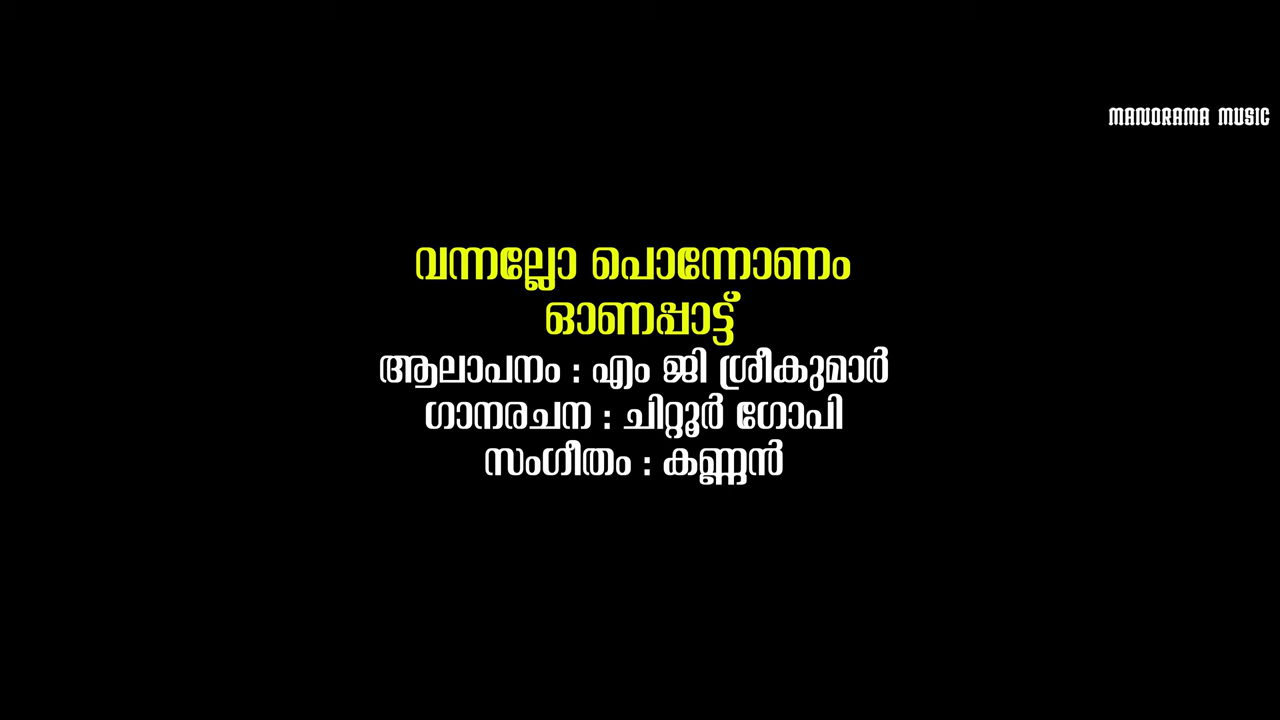 MANORAMA MUSIC
വന്നല്ലോ പൊന്നോണം
ഓണപ്പാട്ട്
ആലാപനം : എം ജി ശ്രീകുമാർ
ഗാനരചന : ചിറ്റൂർ ഗോപി
സംഗീതം : കണ്ണൻ